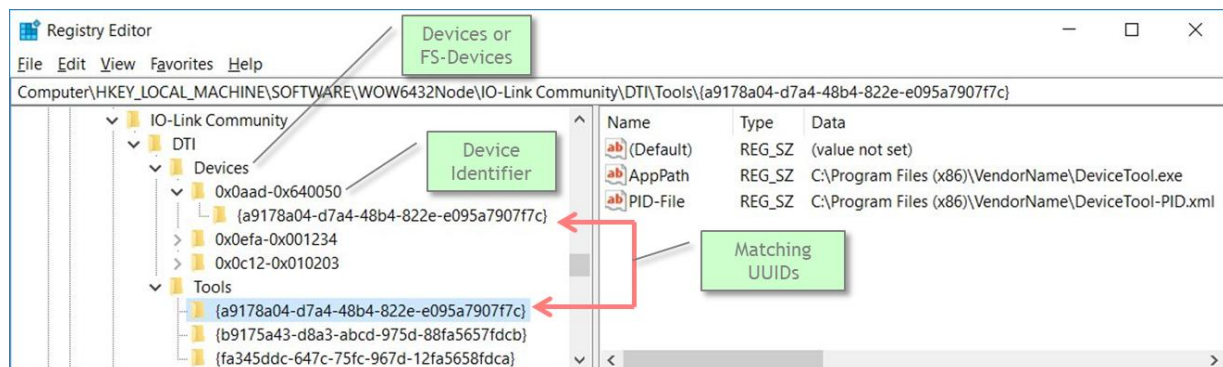 Registry Editor
Devices or
FS-Devices
File Edit View Favorites Help
Computer\HKEY_LOCAL_MACHINE\SOFTWARE\WOW6432Node\IO-Link Community\DTI\Tools\{a9178a04-d7a4-48b4-822e-e095a7907f7c}
IO-Link Community
DTI
Devices
0x0aad-0x640050
{a9178a04-d7a4-48b4-822e-e095a7907f7c}
0x0efa-0x001234
0x0c12-0x010203
Tools
{a9178a04-d7a4-48b4-822e-e095a7907f7c}
{b9175a43-d8a3-abcd-975d-88fa5657fdcb}
{fa345ddc-647c-75fc-967d-12fa5658fdca}
Device
Identifier
Matching
UUIDs
Name Type Data
ab (Default) REG_SZ (value not set)
ab AppPath REG_SZ C:\Program Files (x86)\VendorName\DeviceTool.exe
ab PID-File REG_SZ C:\Program Files (x86)\VendorName\DeviceTool-PID.xml